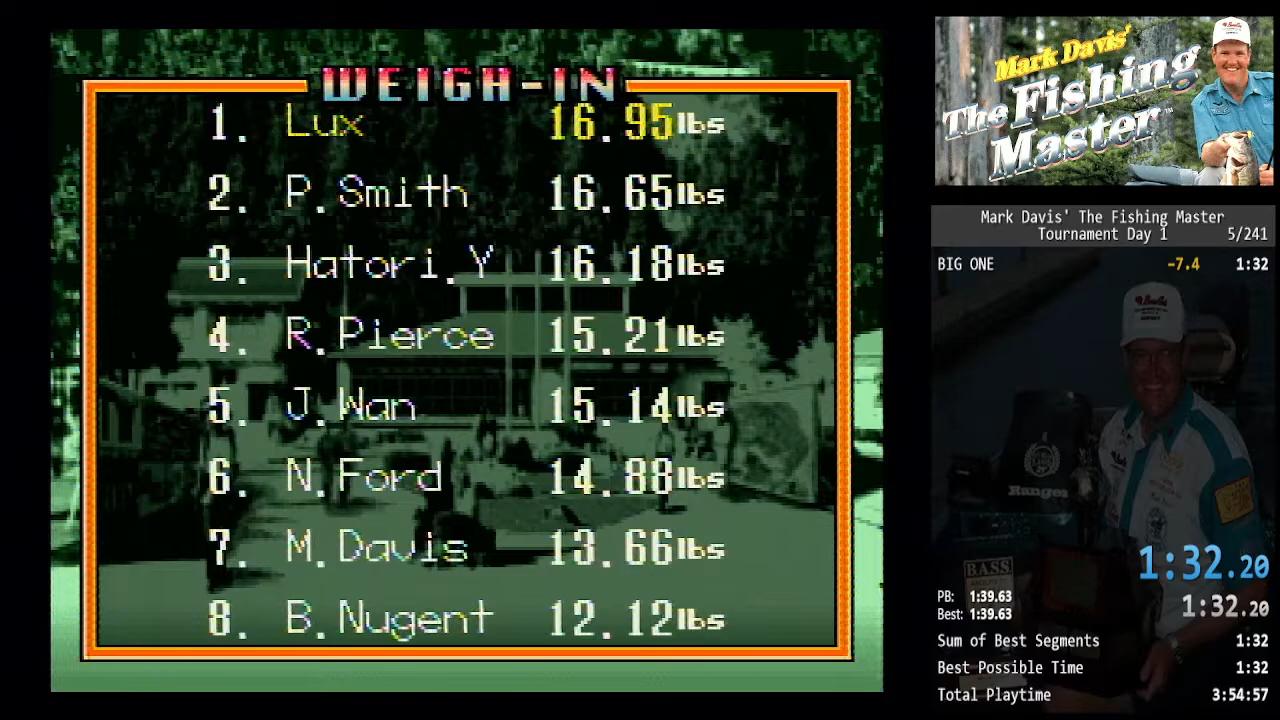 WEIGH-IN
1. Lux 16.95lbs
2. P.Smith 16.65lbs
3. Hatori.Y 16.18lbs
4. R.Pierce 15.21lbs
5. J.Wan 15.14lbs
6. N.Ford 14.88lbs
7. M.Davis 13.66lbs
8. B.Nugent 12.12lbs
Mark Davis'
The Fishing
Master™
Mark Davis' The Fishing Master
Tournament Day 1 5/241
BIG ONE -7.4 1:32
Ranger
BASS
1:32.20
PB: 1:39.63
Best: 1:39.63
1:32.20
Sum of Best Segments 1:32
Best Possible Time 1:32
Total Playtime 3:54:57